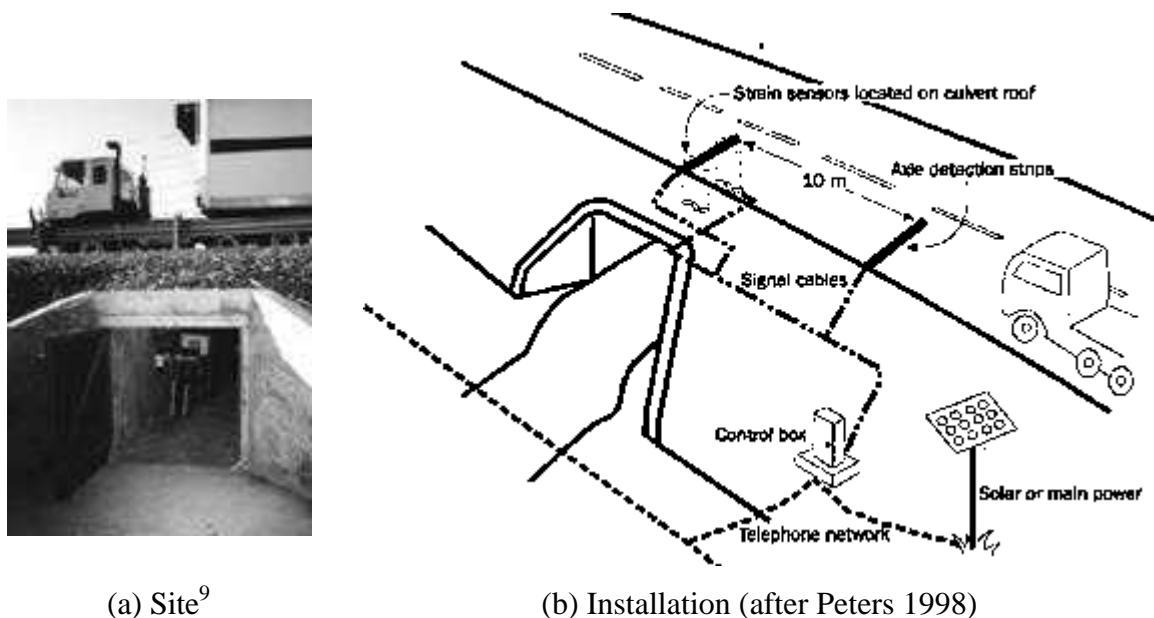 Strain sensors located on culvert roof
Axle detection strips
10 m
Signal cables
Control box
Solar or main power
Telephone network
(a) Site9
(b) Installation (after Peters 1998)